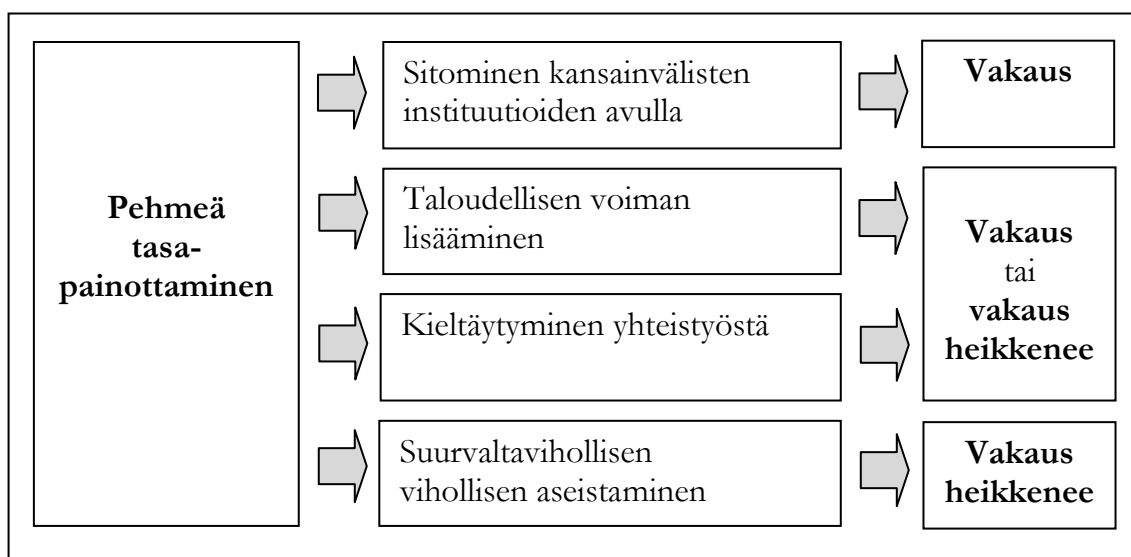 Pehmeä
tasa-
painottaminen
Sitominen kansainvälisten
instituutioiden avulla
Vakaus
Taloudellisen voiman
lisääminen
Kieltäytyminen yhteistyöstä
Vakaus
tai
vakaus
heikkenee
Suurvaltavihollisen
vihollisen aseistaminen
Vakaus
heikkenee